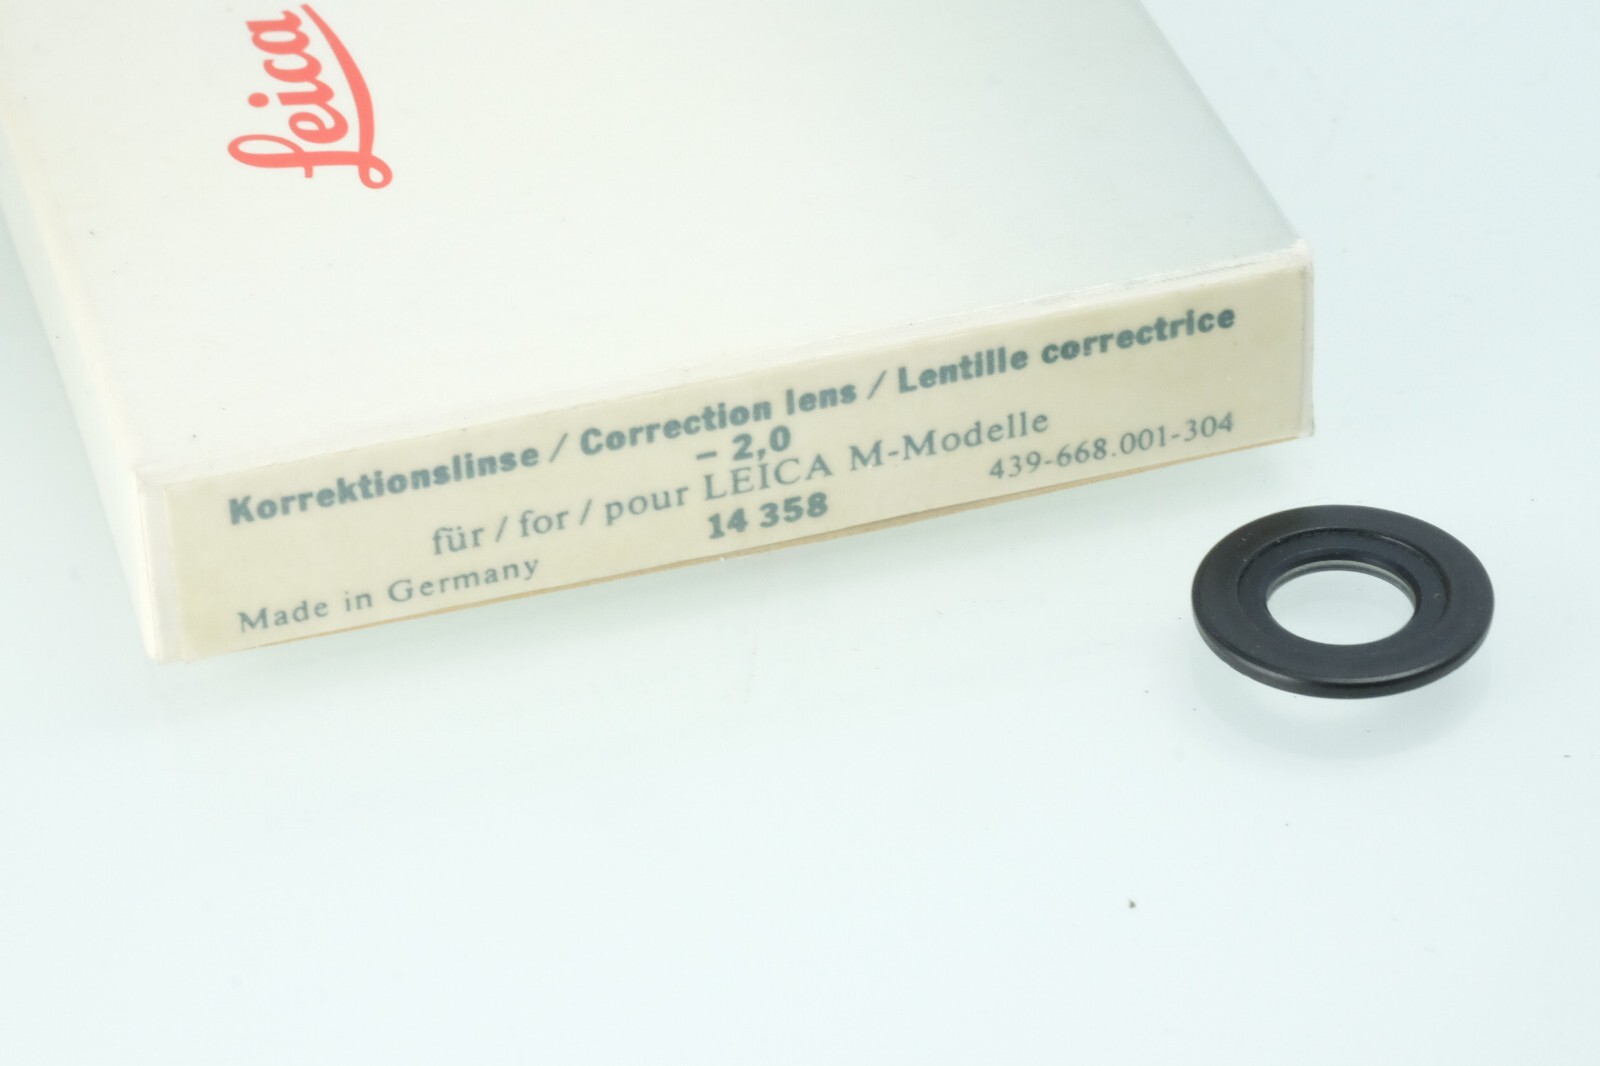 Leica
Korrektionslinse / Correction lens / Lentille correctrice
– 2,0
für / for / pour LEICA M-Modelle
14 358
439-668.001-304
Made in Germany